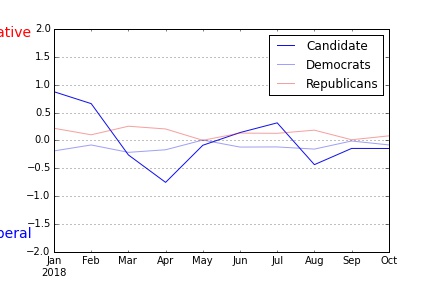 ative
2.0
1.5
1.0
0.5
0.0
−0.5
−1.0
−1.5
−2.0
beral
Candidate
Democrats
Republicans
Jan Feb Mar Apr May Jun Jul Aug Sep Oct
2018